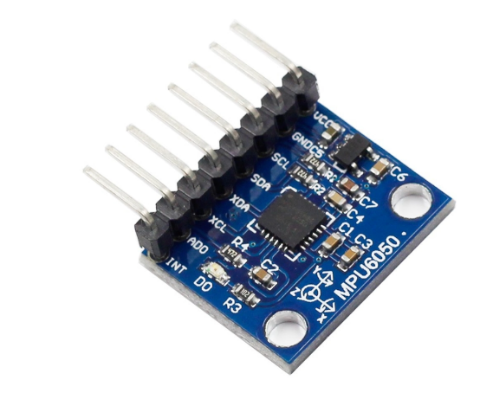 VCC
GND
SCL
SDA
XDA
XCL
AD0
INT
C5
R1
R2
C6
C7
C4
C1
C3
R4
C2
D0
R3
Y
Z
X
MPU6050